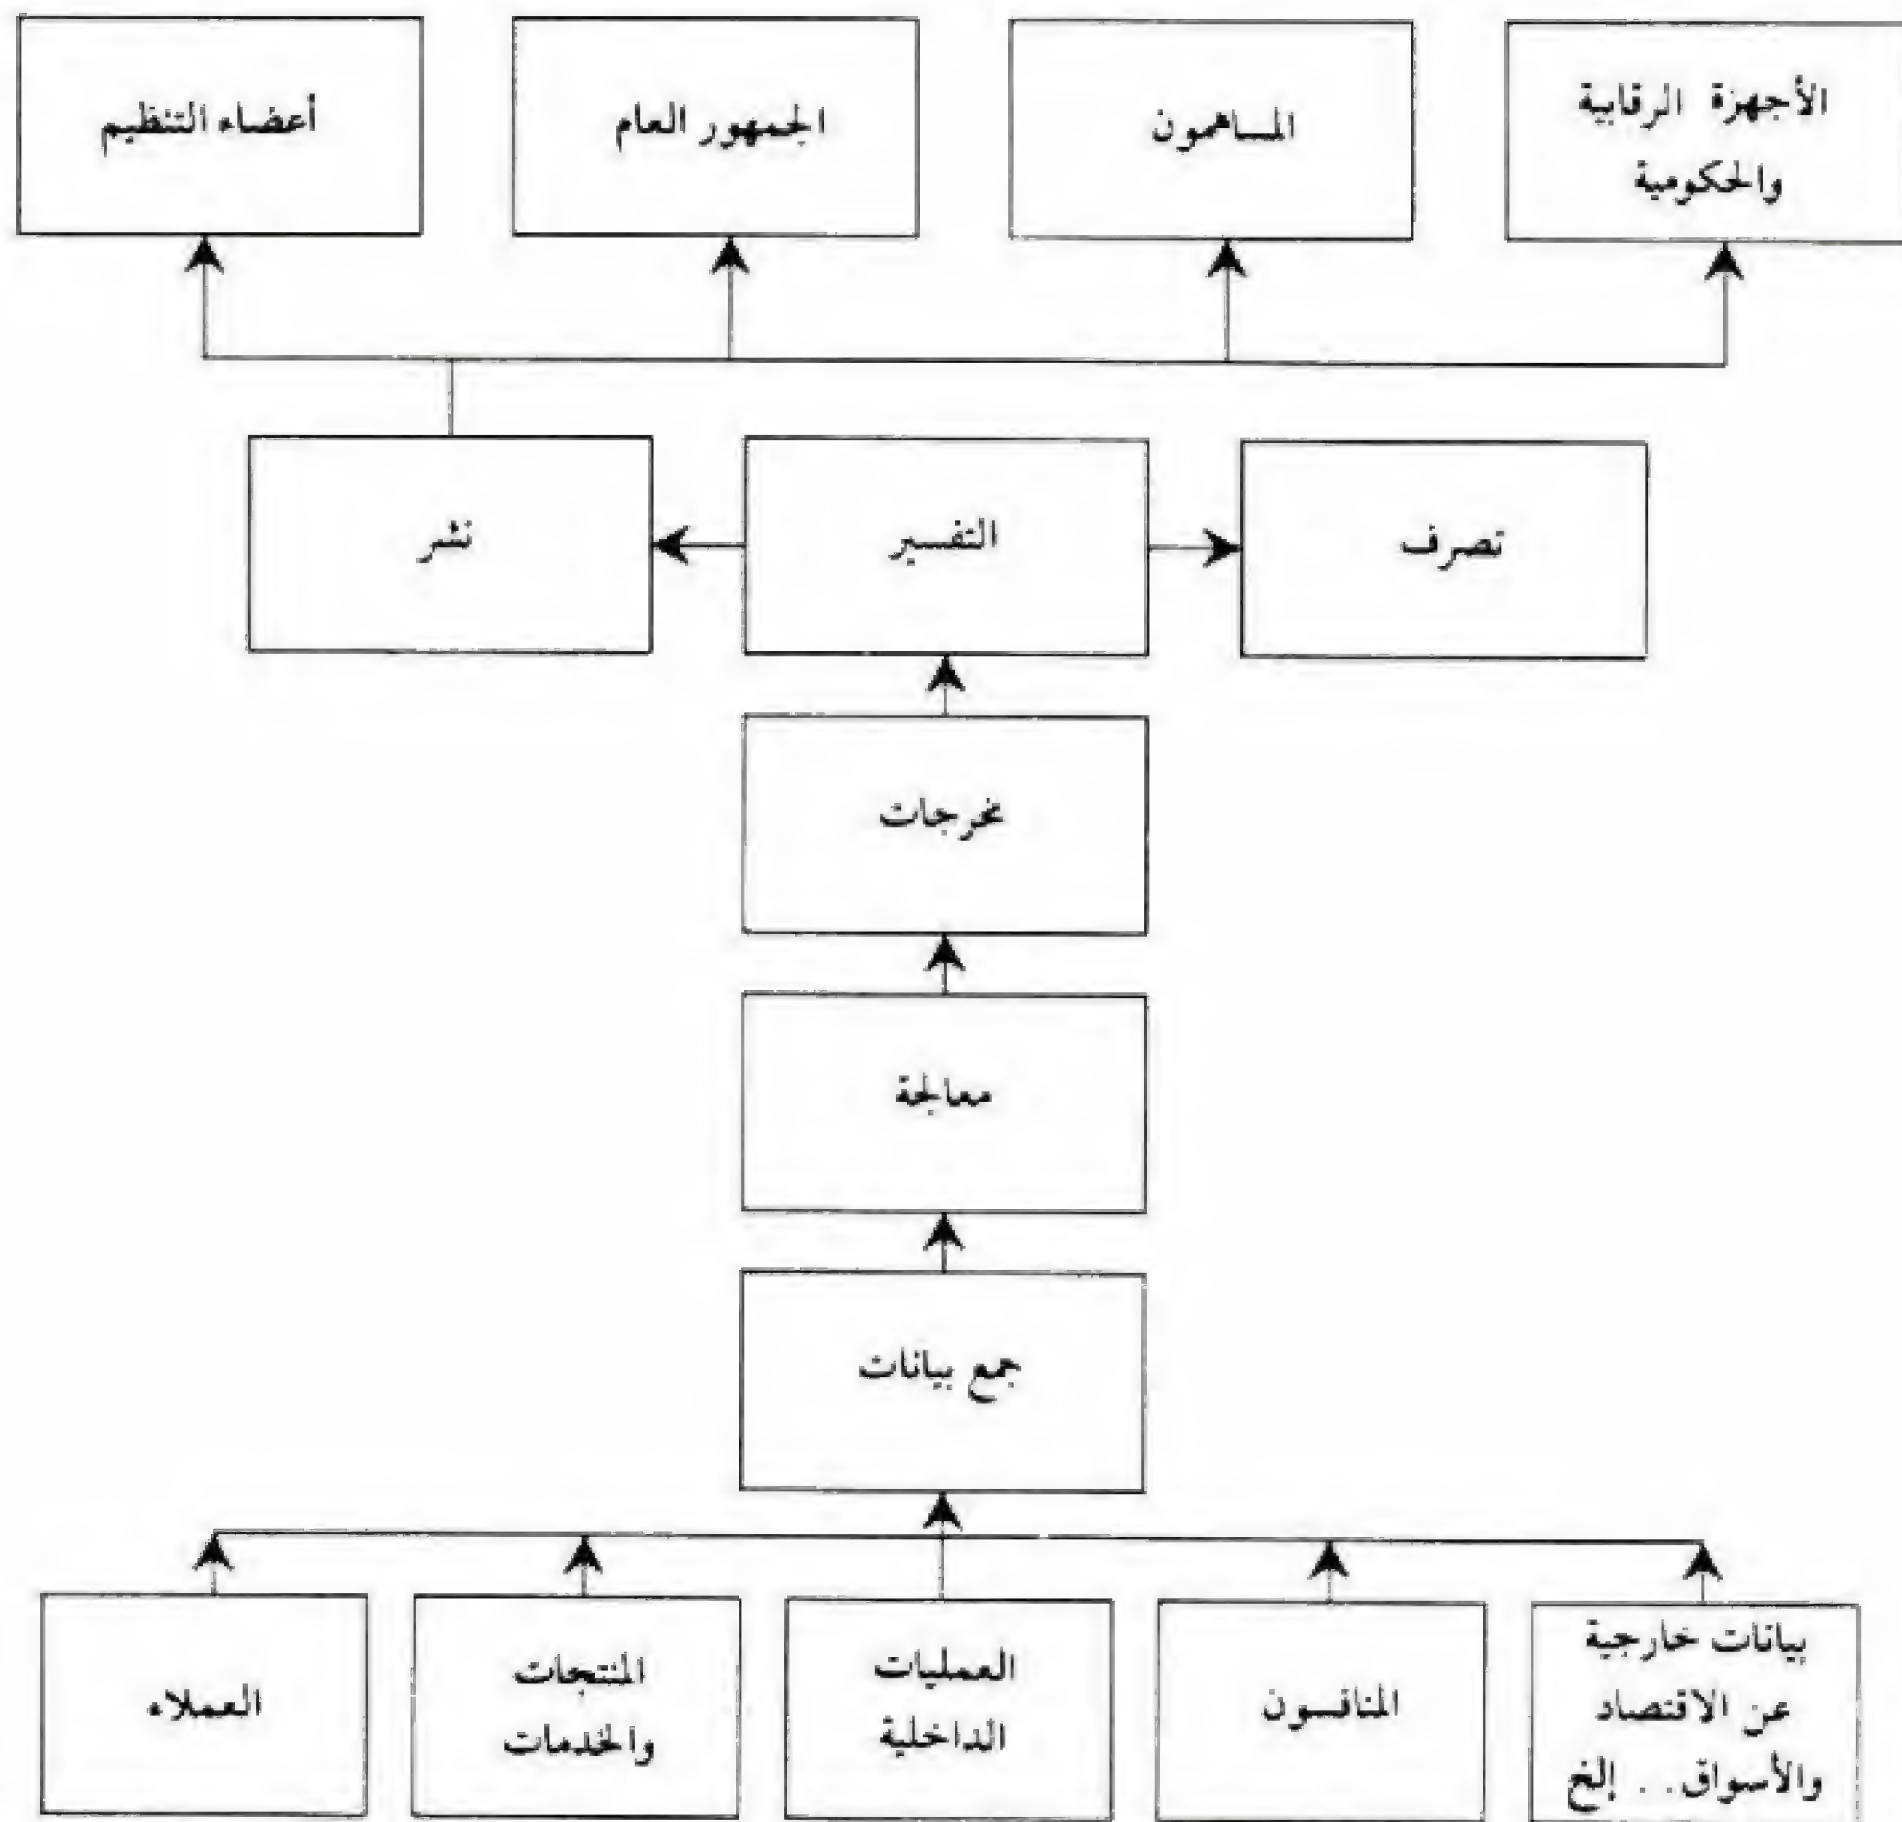 الأجهزة الرقابية
والحكومية
المساهمون
الجمهور العام
أعضاء التنظيم
تصرف
التفسير
نشر
مخرجات
معالجة
جمع بيانات
بيانات خارجية
عن الاقتصاد
والأسواق . . إلخ
المنافسون
العمليات
الداخلية
المنتجات
والخدمات
العملاء